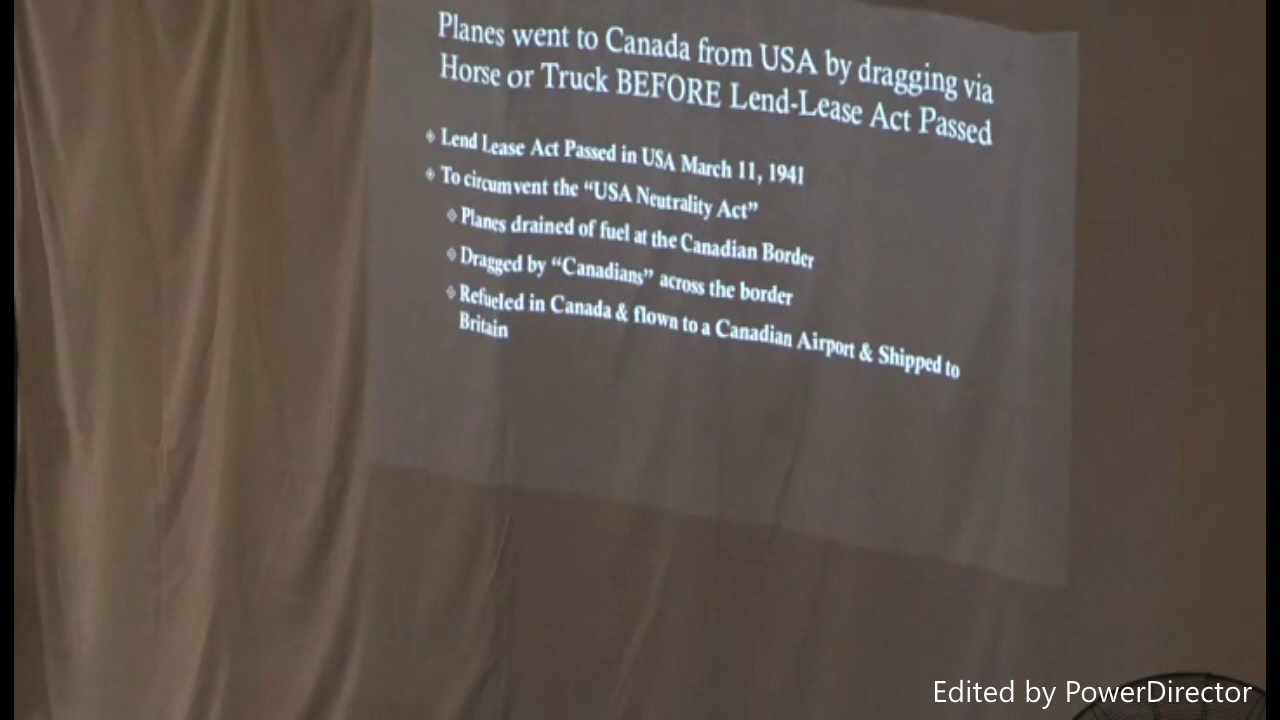 Planes went to Canada from USA by dragging via
Horse or Truck BEFORE Lend-Lease Act Passed
Lend Lease Act Passed in USA March 11, 1941
To circumvent the “USA Neutrality Act”
Planes drained of fuel at the Canadian Border
Dragged by “Canadians” across the border
Refueled in Canada & flown to a Canadian Airport & Shipped to
Britain
Edited by PowerDirector